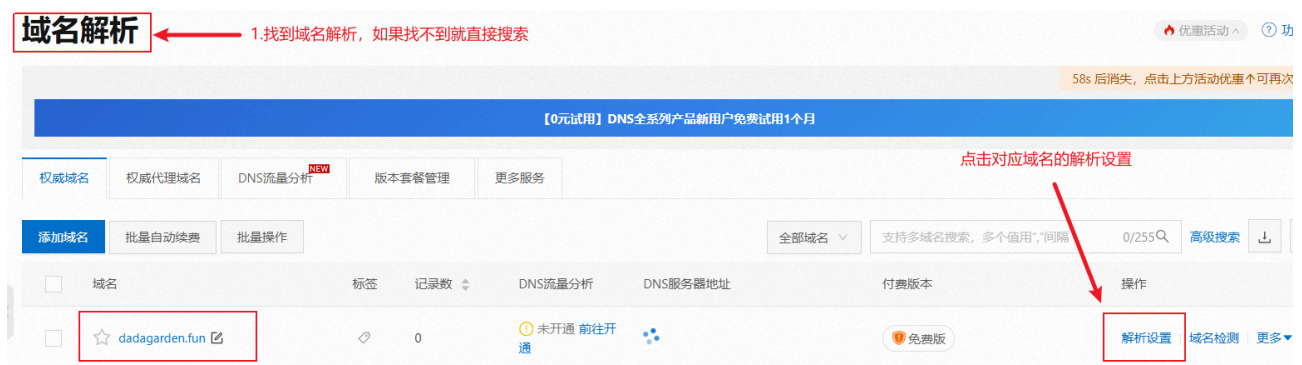 域名解析
1.找到域名解析，如果找不到就直接搜索
优惠活动
功
58s 后消失，点击上方活动优惠个可再次
【0元试用】DNS全系列产品新用户免费试用1个月
点击对应域名的解析设置
权威域名 权威代理域名 DNS流量分析 NEW 版本套餐管理 更多服务
添加域名 批量自动续费 批量操作 全部域名 支持多域名搜索，多个值用","间隔 0/255 高级搜索
域名 标签 记录数 DNS流量分析 DNS服务器地址 付费版本 操作
dadagarden.fun 0 未开通 前往开 免费版 解析设置 域名检测 更多
通